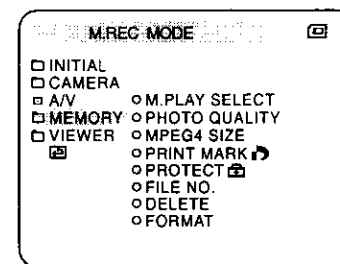 M.REC MODE
INITIAL
CAMERA
A/V
MEMORY
VIEWER
M.PLAY SELECT
PHOTO QUALITY
MPEG4 SIZE
PRINT MARK
PROTECT
FILE NO.
DELETE
FORMAT